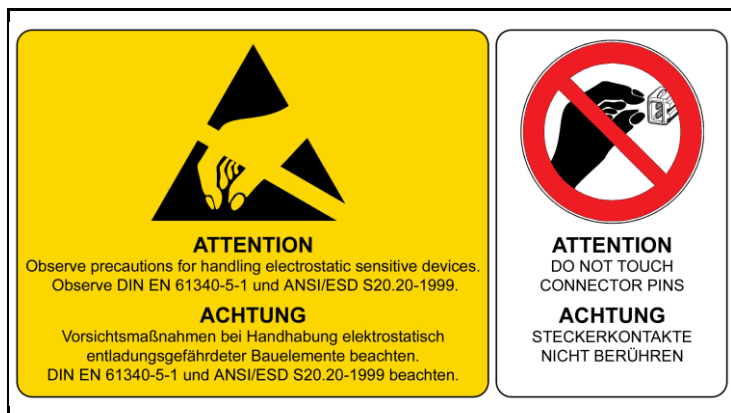 ATTENTION
Observe precautions for handling electrostatic sensitive devices.
Observe DIN EN 61340-5-1 und ANSI/ESD S20.20-1999.
ACHTUNG
Vorsichtsmaßnahmen bei Handhabung elektrostatisch
entladungsgefährdeter Bauelemente beachten.
DIN EN 61340-5-1 und ANSI/ESD S20.20-1999 beachten.
ATTENTION
DO NOT TOUCH
CONNECTOR PINS
ACHTUNG
STECKERKONTAKTE
NICHT BERÜHREN